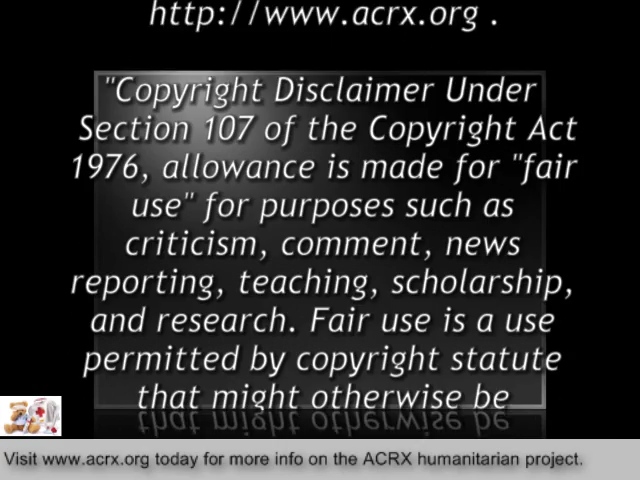 http://www.acrx.org .
"Copyright Disclaimer Under
Section 107 of the Copyright Act
1976, allowance is made for "fair
use" for purposes such as
criticism, comment, news
reporting, teaching, scholarship,
and research. Fair use is a use
permitted by copyright statute
that might otherwise be
Visit www.acrx.org today for more info on the ACRX humanitarian project.